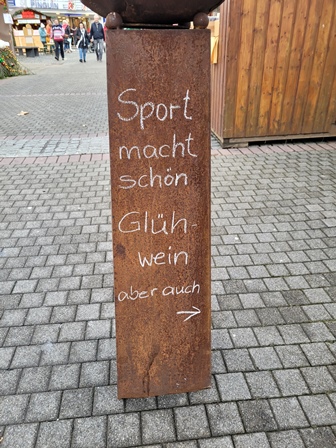 Sport
macht
schön
Glüh-
wein
aber auch
→